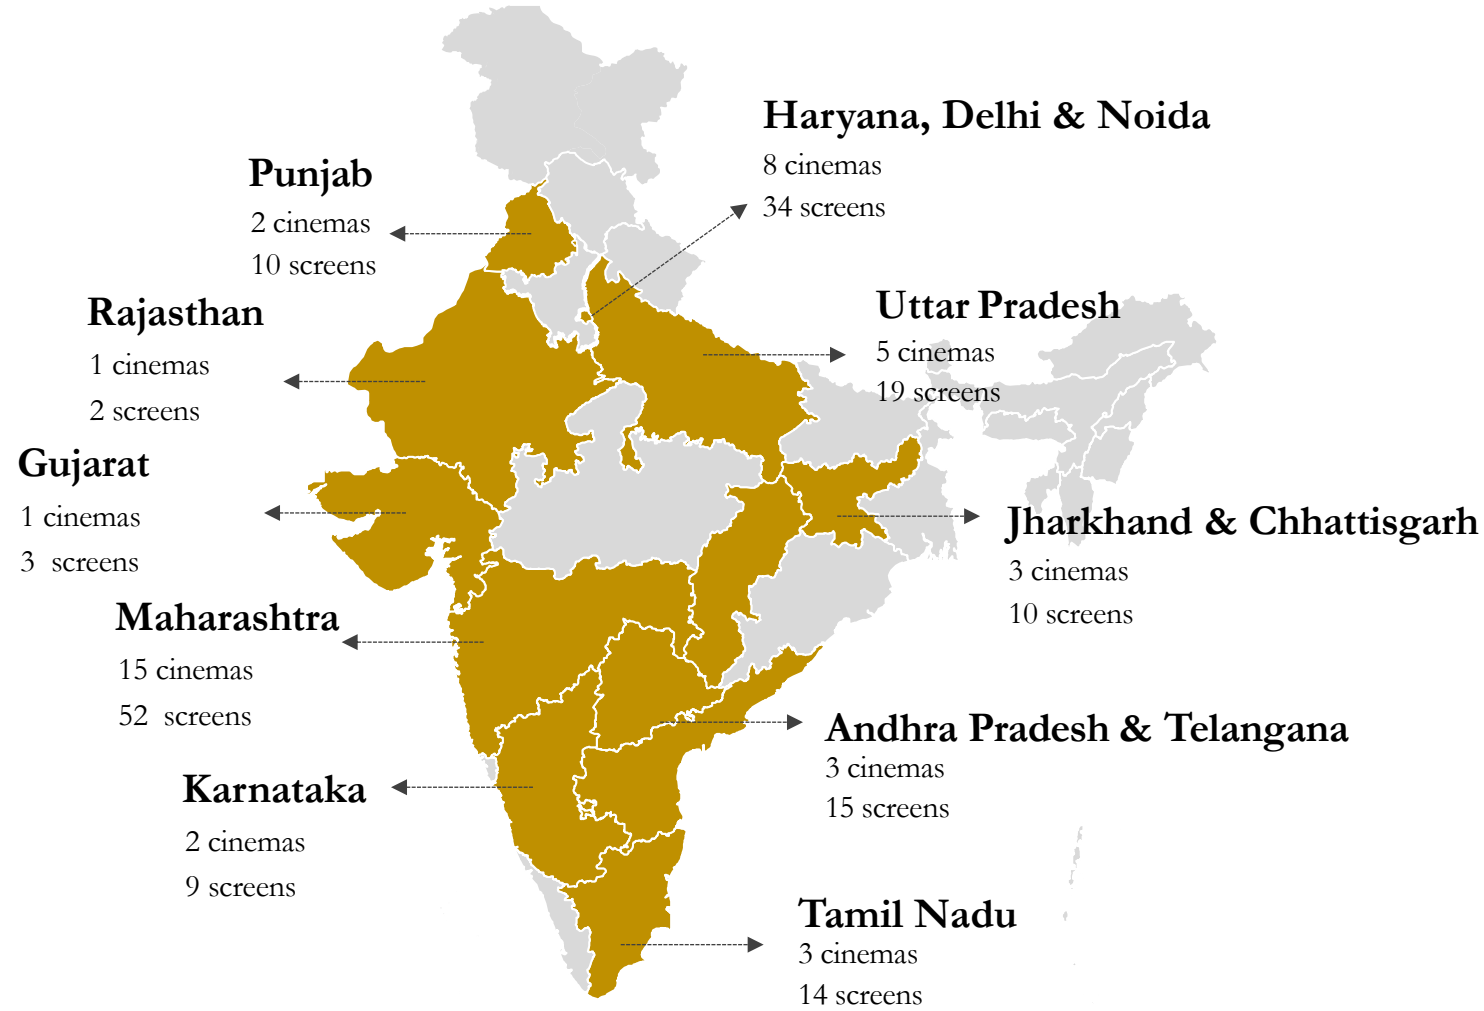 Haryana, Delhi & Noida
8 cinemas
34 screens
Punjab
2 cinemas
10 screens
Rajasthan
1 cinemas
2 screens
Uttar Pradesh
5 cinemas
19 screens
Gujarat
1 cinemas
3 screens
Jharkhand & Chhattisgarh
3 cinemas
10 screens
Maharashtra
15 cinemas
52 screens
Andhra Pradesh & Telangana
3 cinemas
15 screens
Karnataka
2 cinemas
9 screens
Tamil Nadu
3 cinemas
14 screens